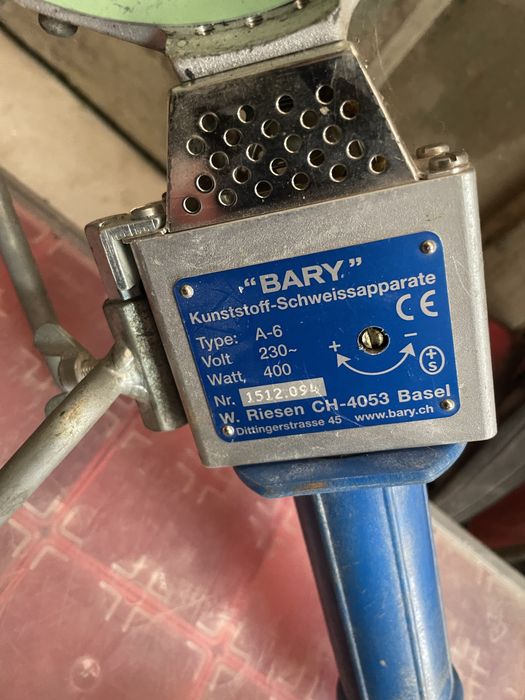 "BARY"
Kunststoff-Schweissapparate
CE
Type: A-6
Volt 230~
Watt, 400
+ -
+
S
Nr. 1512.094
W. Riesen CH-4053 Basel
Dittingerstrasse 45 www.bary.ch